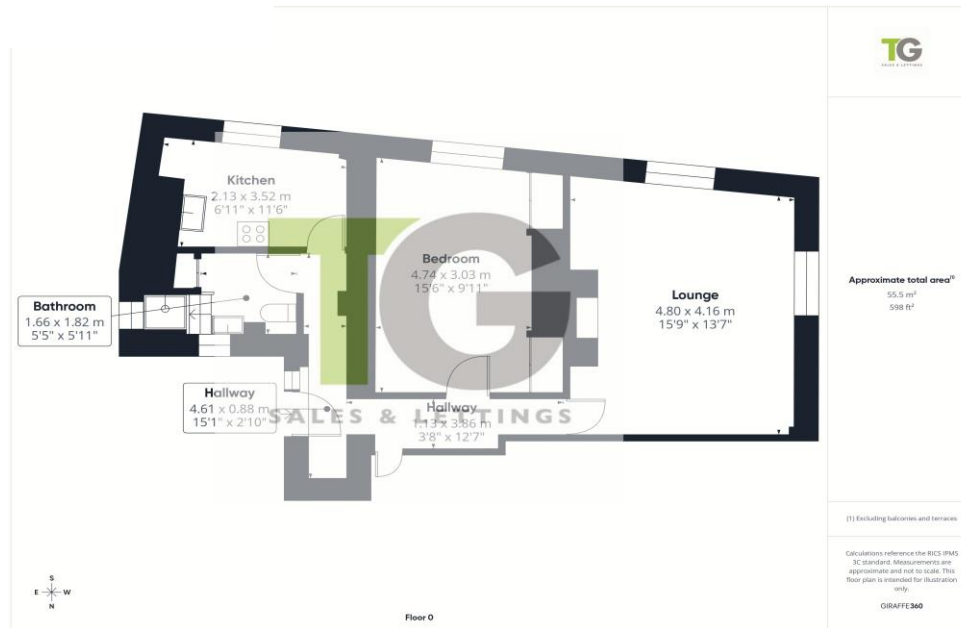 TG
SALES & LETTINGS
Kitchen
2.13 x 3.52 m
6'11" x 11'6"
Bedroom
4.74 x 3.03 m
15'6" x 9'11"
Lounge
4.80 x 4.16 m
15'9" x 13'7"
Bathroom
1.66 x 1.82 m
5'5" x 5'11"
Hallway
4.61 x 0.88 m
15'1" x 2'10"
Hallway
1.13 x 3.86 m
3'8" x 12'7"
TG
SALES & LETTINGS
Approximate total area(1)
55.5 m²
598 ft²
(1) Excluding balconies and terraces
Calculations reference the RICS IPMS
3C standard. Measurements are
approximate and not to scale. This
floor plan is intended for illustration
only.
GIRAFFE360
S
E W
N
Floor 0